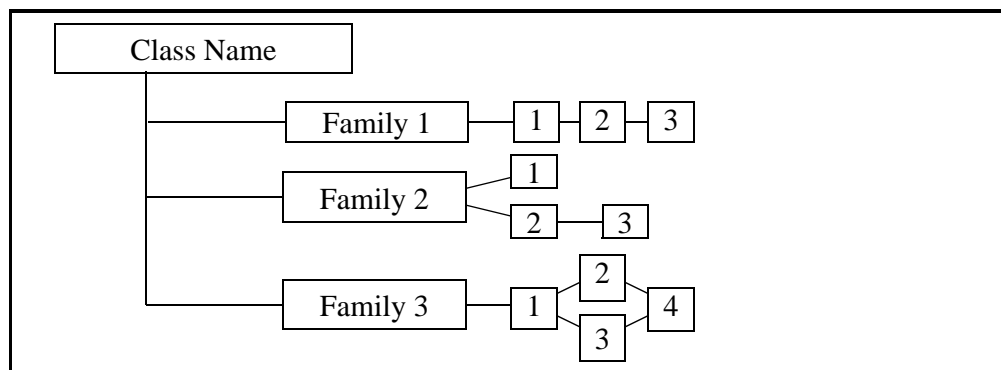 Class Name
Family 1 1 2 3
1
Family 2
2 3
2
Family 3 1 4
3